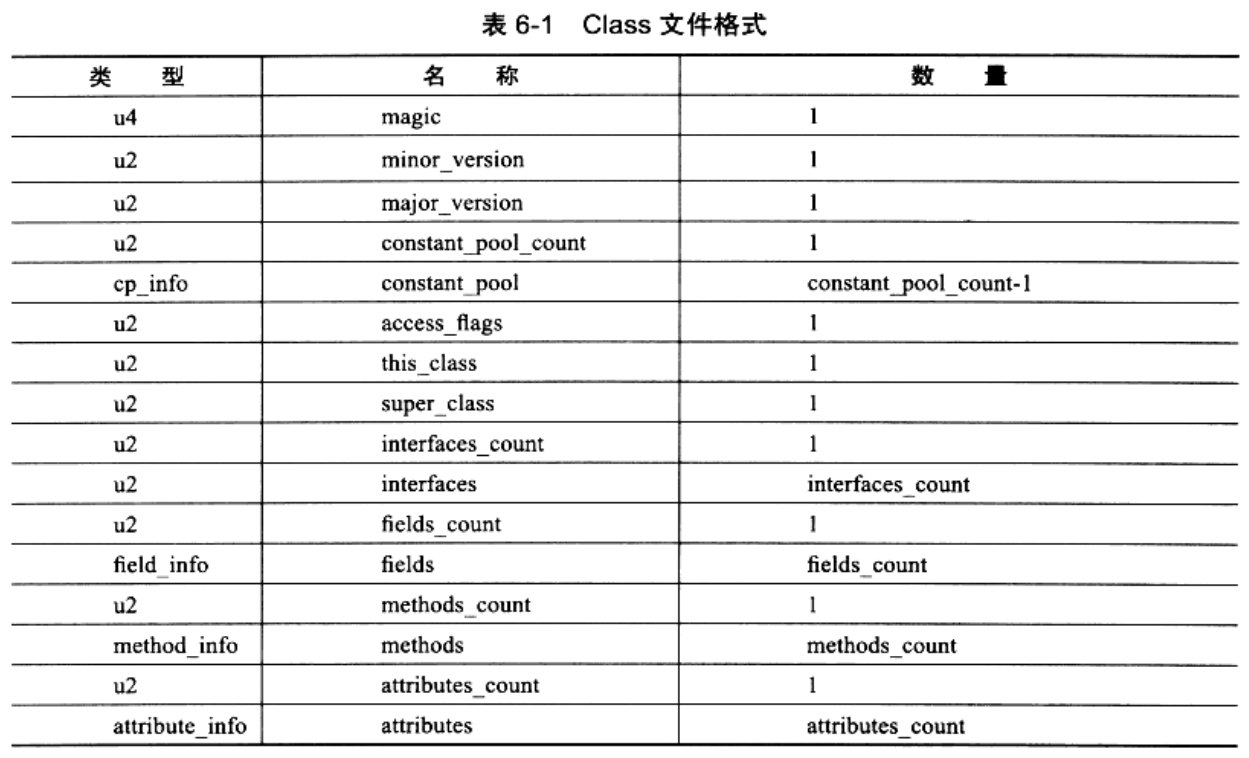 表 6-1 Class 文件格式
类 型 名 称 数 量
u4 magic 1
u2 minor_version 1
u2 major_version 1
u2 constant_pool_count 1
cp_info constant_pool constant_pool_count-1
u2 access_flags 1
u2 this_class 1
u2 super_class 1
u2 interfaces_count 1
u2 interfaces interfaces_count
u2 fields_count 1
field_info fields fields_count
u2 methods_count 1
method_info methods methods_count
u2 attributes_count 1
attribute_info attributes attributes_count